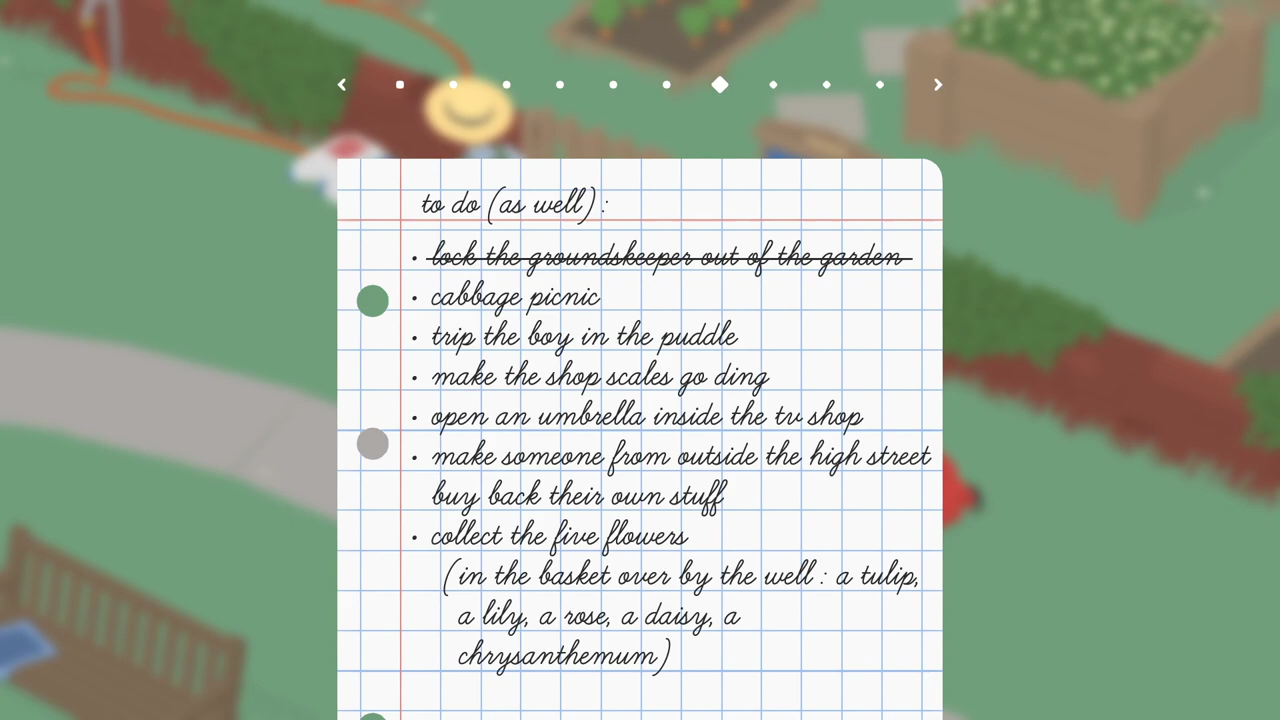 to do (as well) :
• lock the groundskeeper out of the garden
• cabbage picnic
• trip the boy in the puddle
• make the shop scales go ding
• open an umbrella inside the tv shop
• make someone from outside the high street
buy back their own stuff
• collect the five flowers
(in the basket over by the well : a tulip,
a lily, a rose, a daisy, a
chrysanthemum)